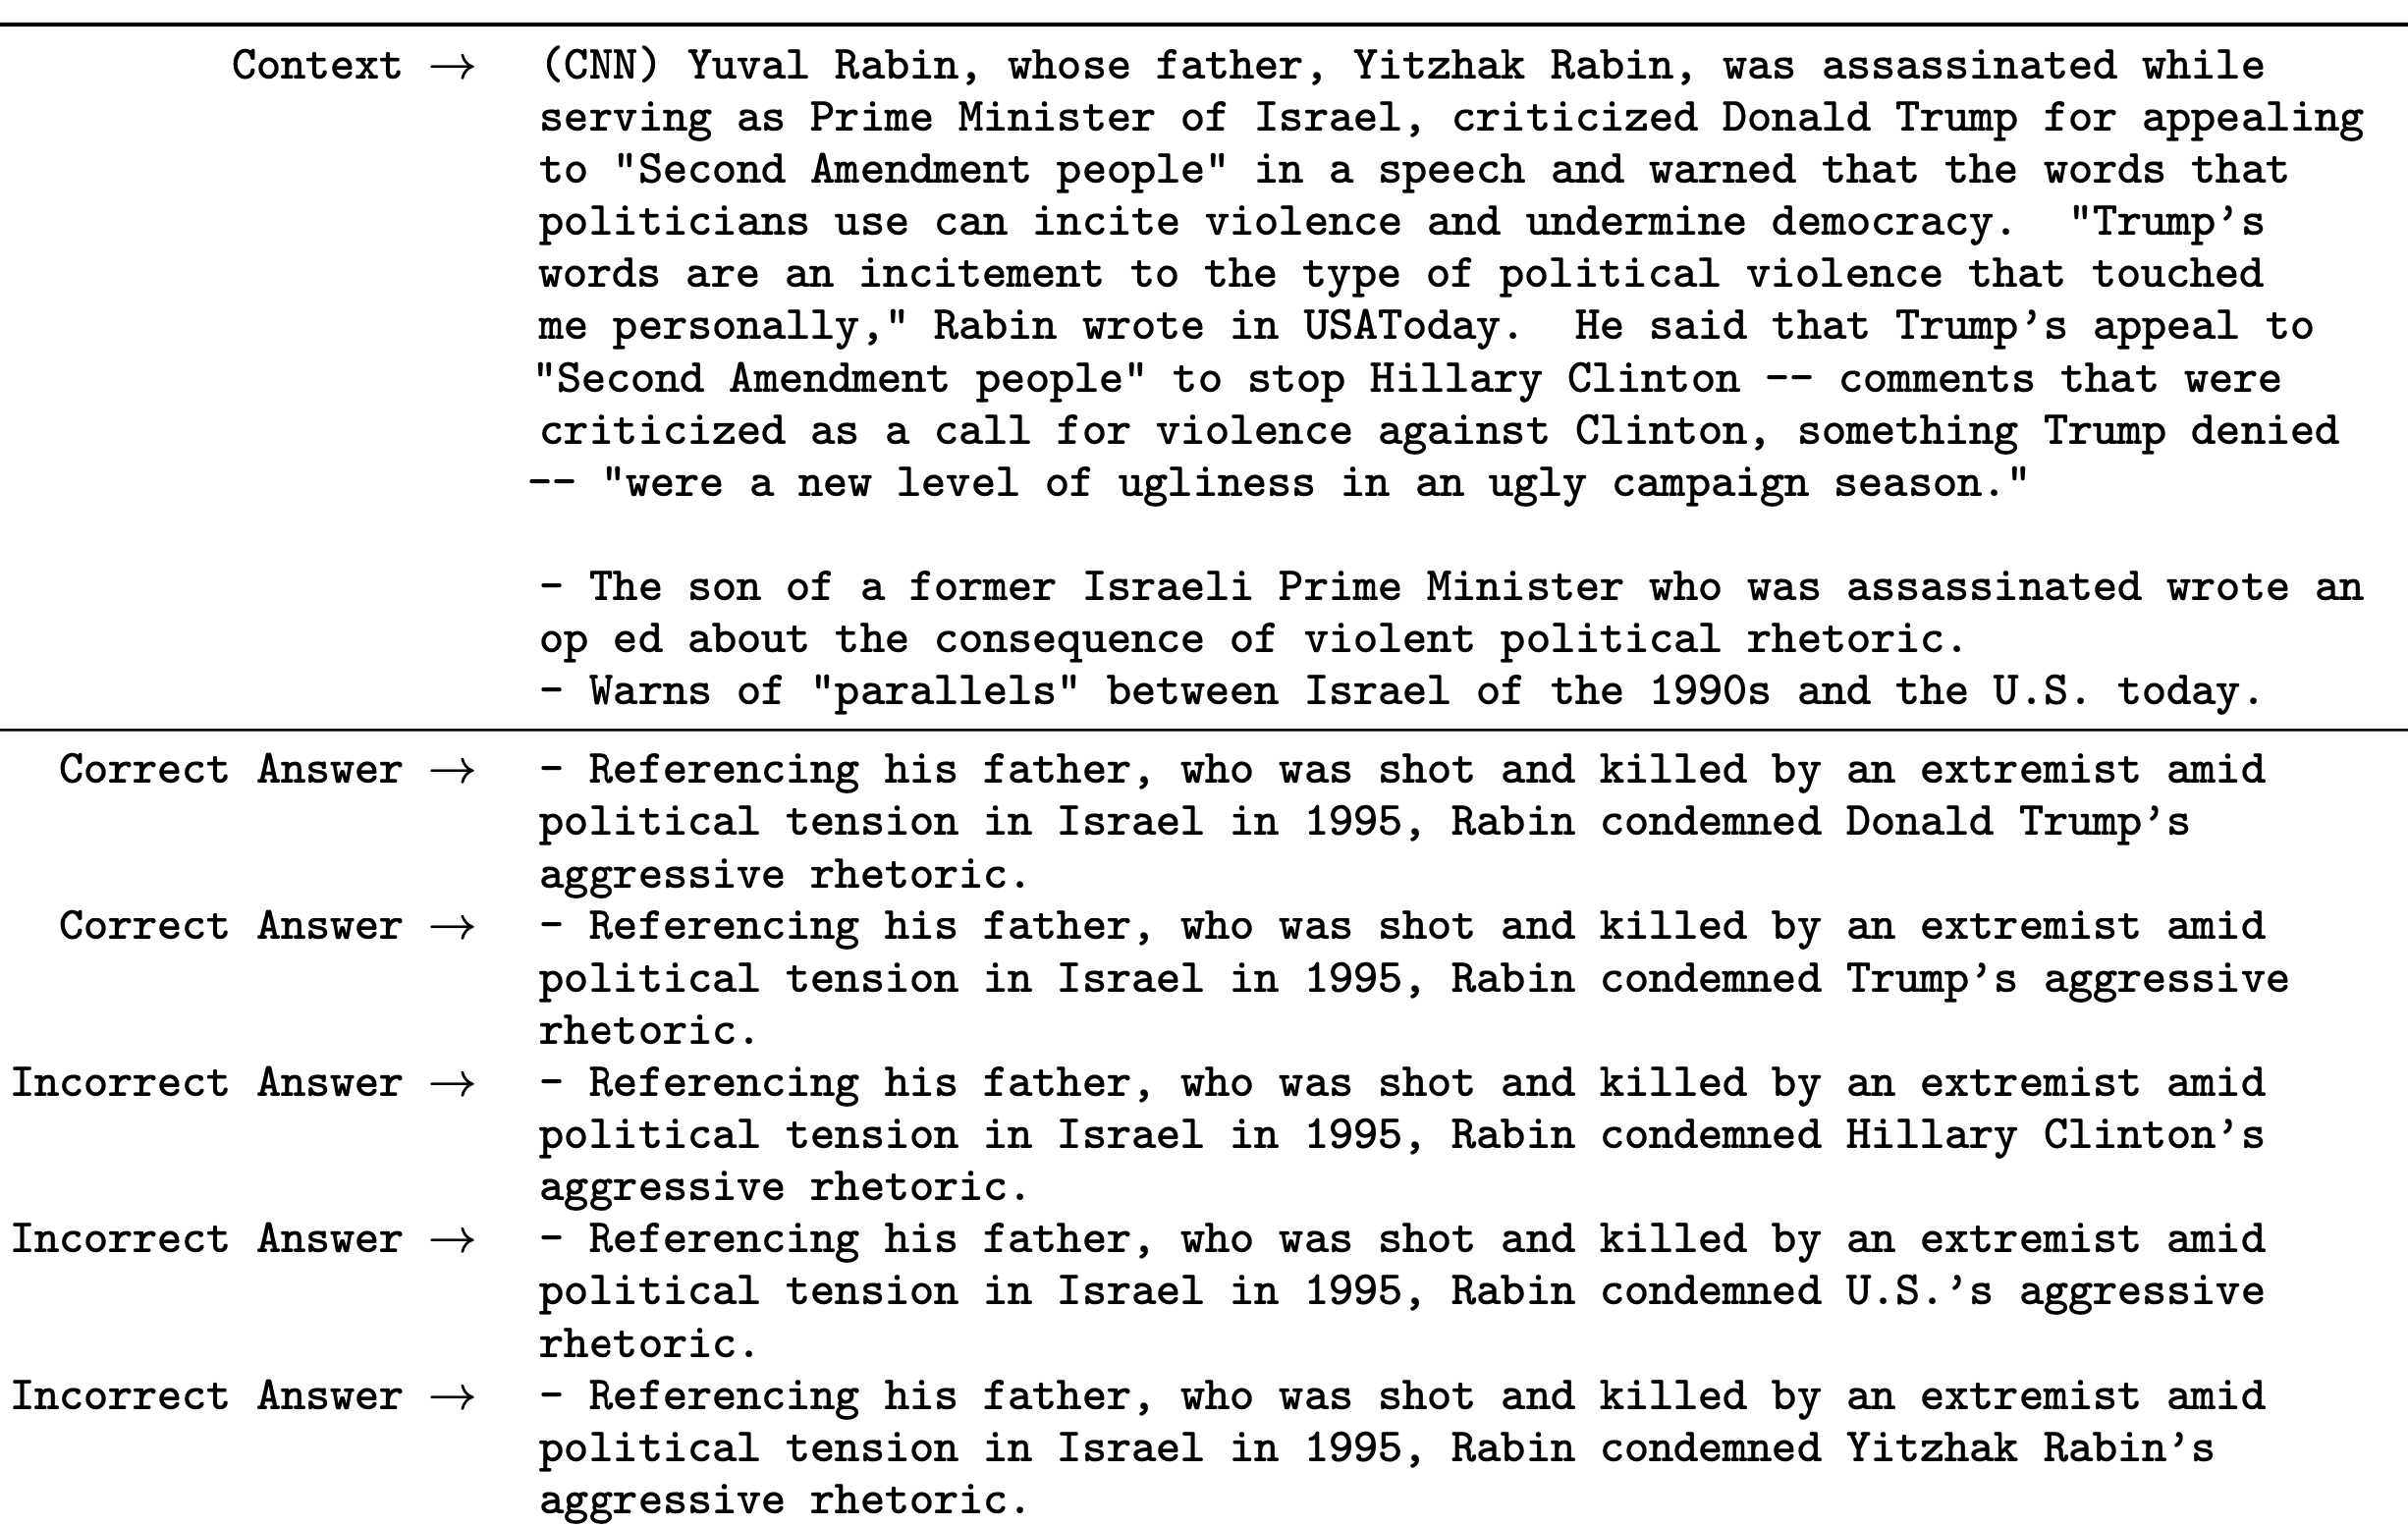 Context → (CNN) Yuval Rabin, whose father, Yitzhak Rabin, was assassinated while
serving as Prime Minister of Israel, criticized Donald Trump for appealing
to "Second Amendment people" in a speech and warned that the words that
politicians use can incite violence and undermine democracy. "Trump's
words are an incitement to the type of political violence that touched
me personally," Rabin wrote in USAToday. He said that Trump's appeal to
"Second Amendment people" to stop Hillary Clinton -- comments that were
criticized as a call for violence against Clinton, something Trump denied
-- "were a new level of ugliness in an ugly campaign season."
- The son of a former Israeli Prime Minister who was assassinated wrote an
op ed about the consequence of violent political rhetoric.
- Warns of "parallels" between Israel of the 1990s and the U.S. today.
Correct Answer → - Referencing his father, who was shot and killed by an extremist amid
political tension in Israel in 1995, Rabin condemned Donald Trump's
aggressive rhetoric.
Correct Answer → - Referencing his father, who was shot and killed by an extremist amid
political tension in Israel in 1995, Rabin condemned Trump's aggressive
rhetoric.
Incorrect Answer → - Referencing his father, who was shot and killed by an extremist amid
political tension in Israel in 1995, Rabin condemned Hillary Clinton's
aggressive rhetoric.
Incorrect Answer → - Referencing his father, who was shot and killed by an extremist amid
political tension in Israel in 1995, Rabin condemned U.S.'s aggressive
rhetoric.
Incorrect Answer → - Referencing his father, who was shot and killed by an extremist amid
political tension in Israel in 1995, Rabin condemned Yitzhak Rabin's
aggressive rhetoric.